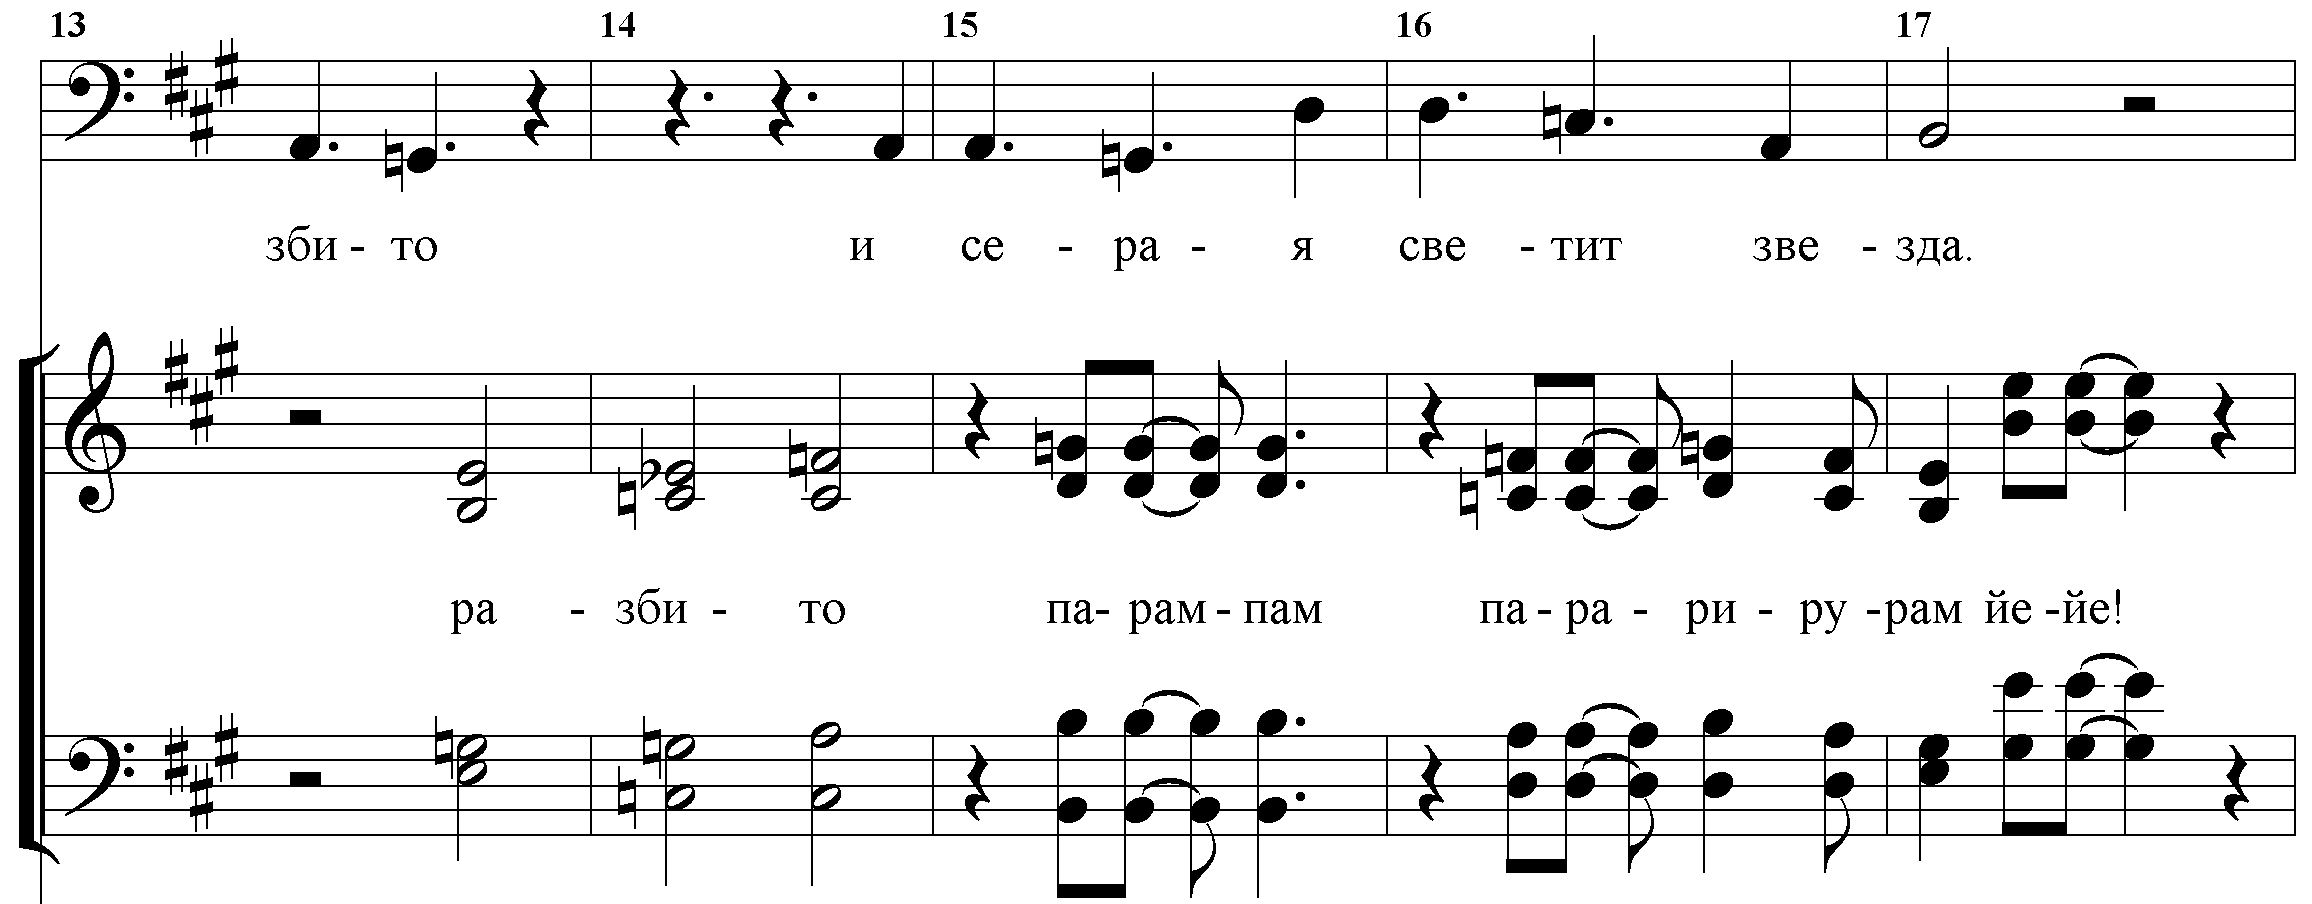 13 14 15 16 17
зби - то и се - ра - я све - тит зве - зда.
ра - зби - то па- рам - пам па - ра - ри - ру -рам йе -йе!